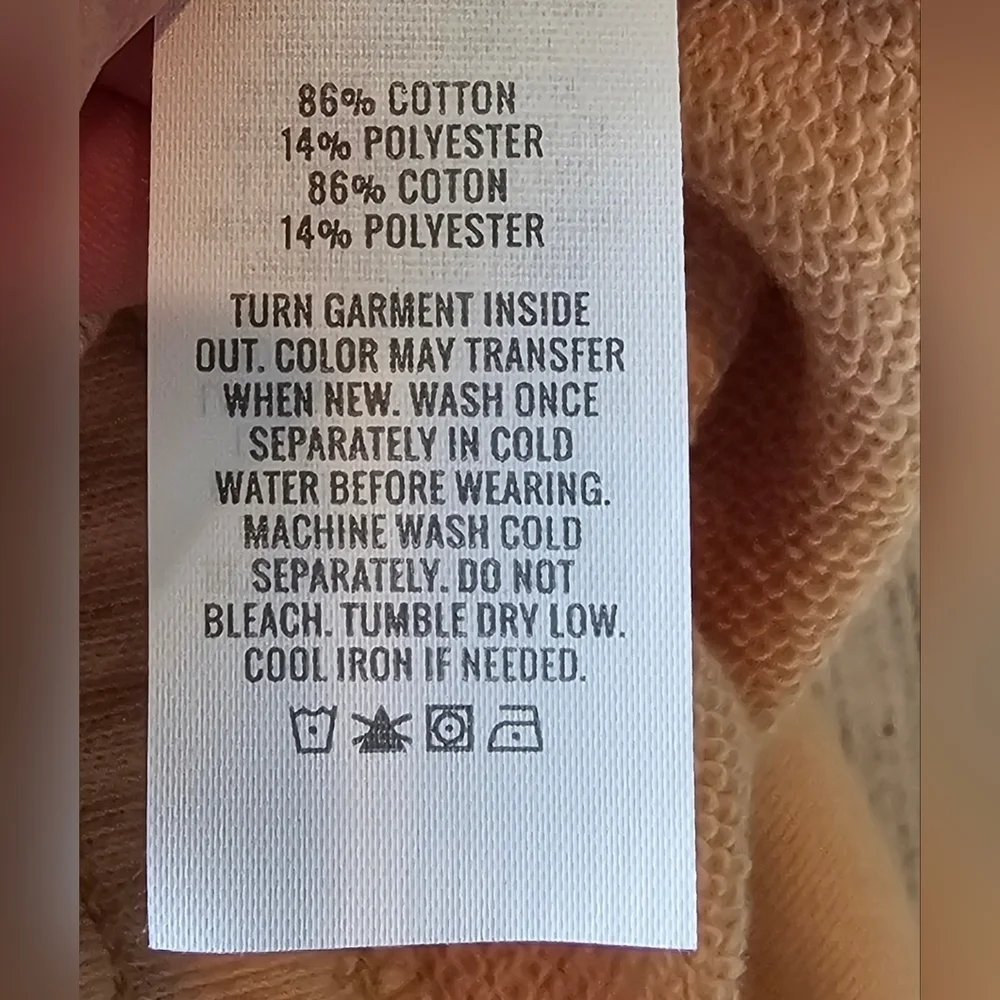 86% COTTON
14% POLYESTER
86% COTON
14% POLYESTER
TURN GARMENT INSIDE
OUT. COLOR MAY TRANSFER
WHEN NEW. WASH ONCE
SEPARATELY IN COLD
WATER BEFORE WEARING.
MACHINE WASH COLD
SEPARATELY. DO NOT
BLEACH. TUMBLE DRY LOW.
COOL IRON IF NEEDED.